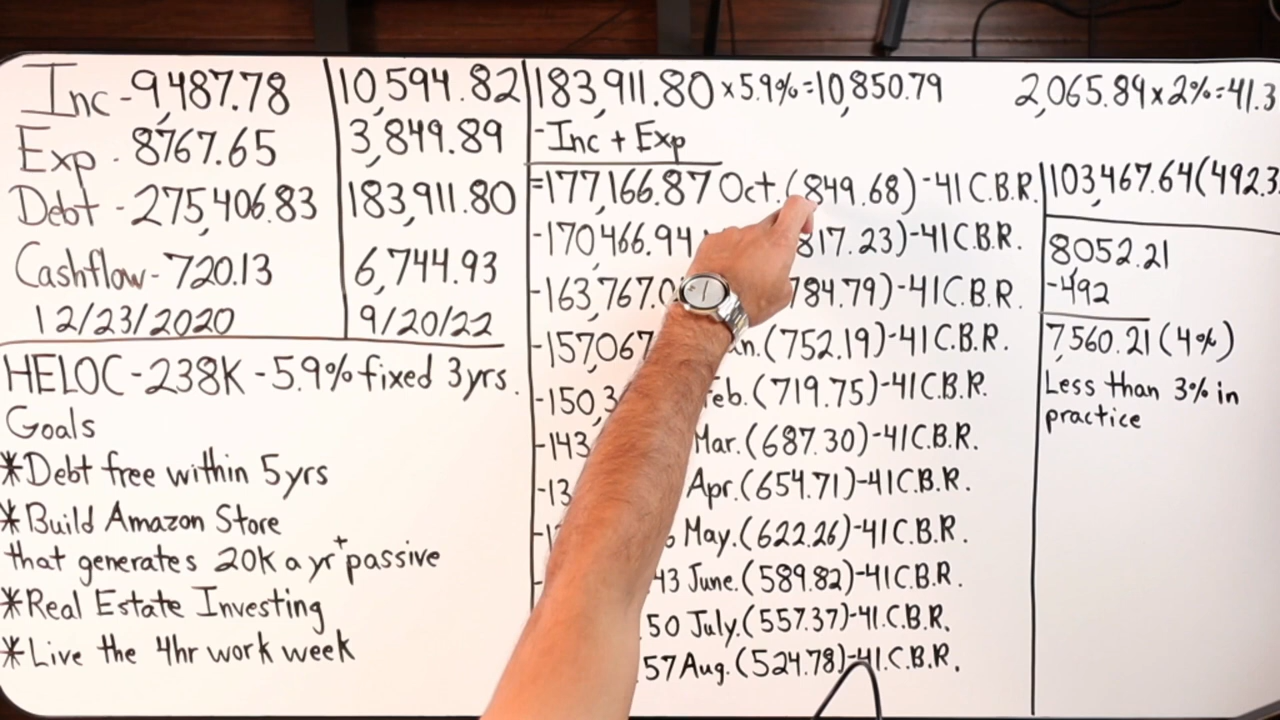 Inc - 9,487.78
Exp - 8767.65
Debt - 275,406.83
Cashflow - 720.13
12/23/2020
10,594.82
3,849.89
183,911.80
6,744.93
9/20/22
HELOC - 238K - 5.9% fixed 3yrs.
Goals
*Debt free within 5yrs
*Build Amazon Store
that generates 20K a yr+ passive
*Real Estate Investing
*Live the 4hr work week
183,911.80 x 5.9% = 10,850.79
- Inc + Exp
=177,166.87 Oct. (849.68) - 41 C.B.R.
-170,466.94 817.23) - 41 C.B.R.
-163,767.0 784.79) - 41 C.B.R.
-157,067 n. (752.19) - 41 C.B.R.
-150,3 eb. (719.75) - 41 C.B.R.
-143 Mar. (687.30) - 41 C.B.R.
-13 Apr. (654.71) - 41 C.B.R.
May. (622.26) - 41 C.B.R.
43 June. (589.82) - 41 C.B.R.
.50 July. (557.37) - 41.C.B.R.
.57 Aug. (524.78) - 41.C.B.R.
2,065.84 x 2% = 41.3
103,467.64 (492.3
8052.21
-492
7,560.21 (4%)
Less than 3% in
practice